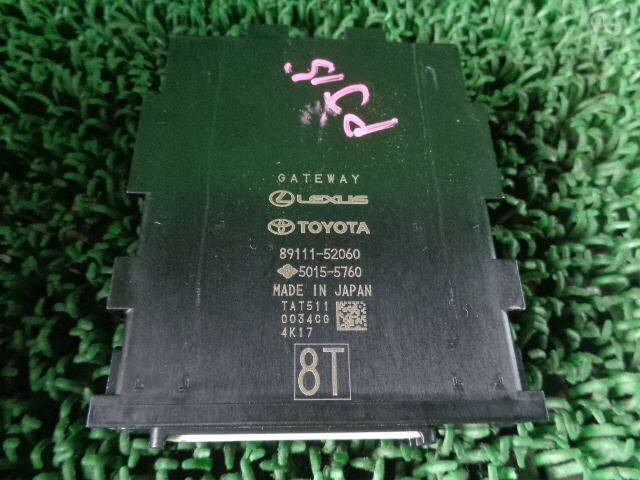 GATEWAY
LEXUS
TOYOTA
89111-52060
5015-5760
MADE IN JAPAN
TAT511
0034CG
4K17
8T